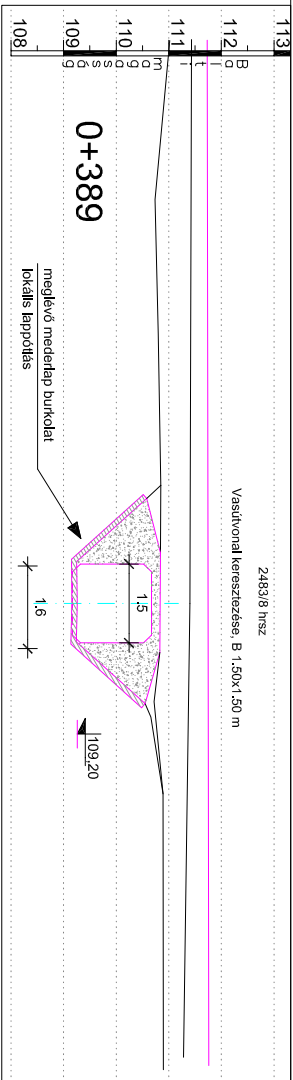 2483/8 hrsz
Vasútvonal keresztezése, B 1.50x1.50 m
113
112
111
110
109
108
B a l t i
m a g a s s á g
0+389
meglévő mederlap burkolat
lokális lappótlás
1,5
1,6
109,20